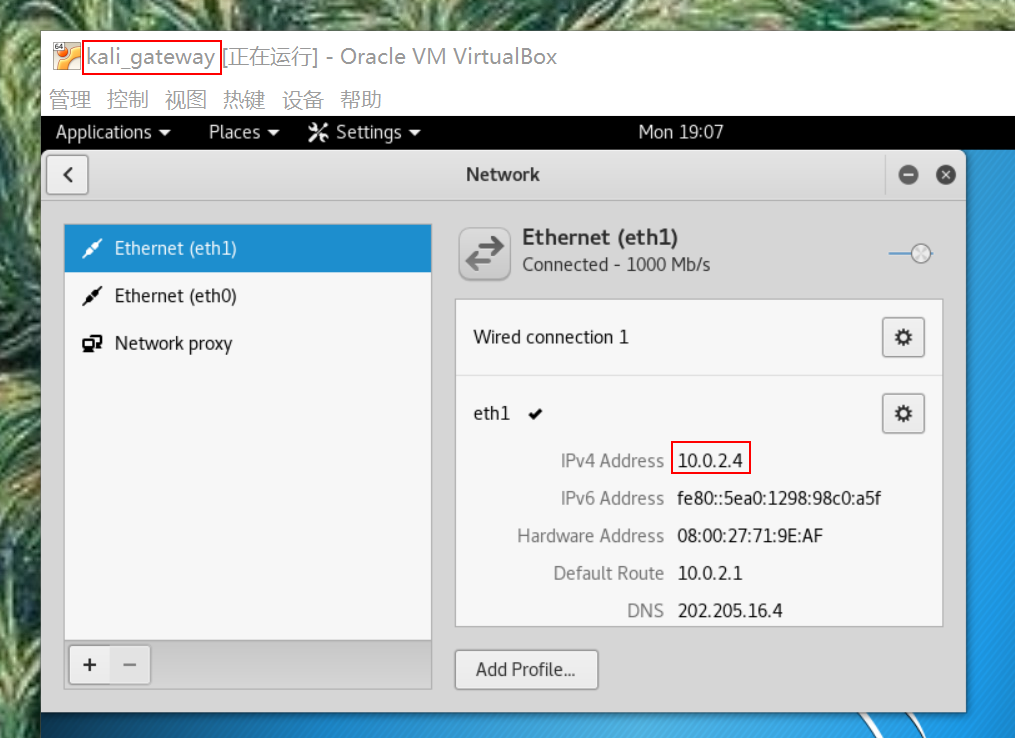 64
kali_gateway [正在运行] - Oracle VM VirtualBox
管理 控制 视图 热键 设备 帮助
Applications Places Settings Mon 19:07
Network
Ethernet (eth1)
Ethernet (eth0)
Network proxy
Ethernet (eth1)
Connected - 1000 Mb/s
Wired connection 1
eth1
IPv4 Address 10.0.2.4
IPv6 Address fe80::5ea0:1298:98c0:a5f
Hardware Address 08:00:27:71:9E:AF
Default Route 10.0.2.1
DNS 202.205.16.4
Add Profile...